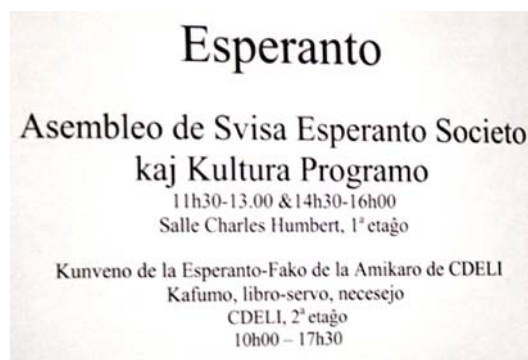 Esperanto
Asembleo de Svisa Esperanto Societo
kaj Kultura Programo
11h30-13.00 &14h30-16h00
Salle Charles Humbert, 1ª etaĝo
Kunveno de la Esperanto-Fako de la Amikaro de CDELI
Kafumo, libro-servo, necesejo
CDELI, 2ª etaĝo
10h00 – 17h30